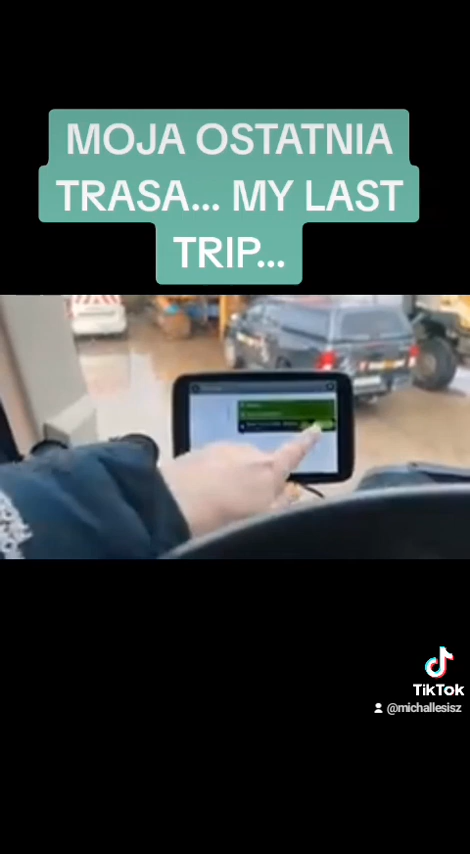 MOJA OSTATNIA
TRASA... MY LAST
TRIP...
TikTok
@michallesisz